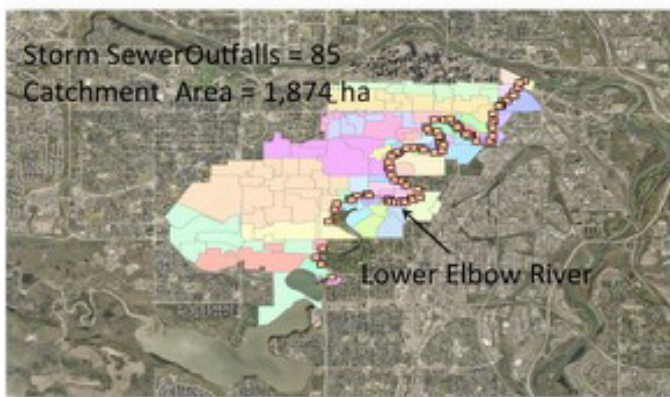 Storm SewerOutfalls = 85
Catchment Area = 1,874 ha
Lower Elbow River